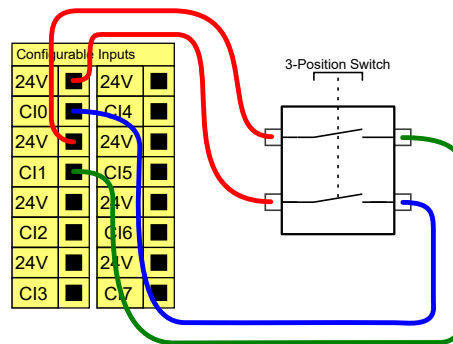 Configurable Inputs
3-Position Switch
24V 24V
CI0 CI4
24V 24V
CI1 CI5
24V 24V
CI2 CI6
24V 24V
CI3 CI7